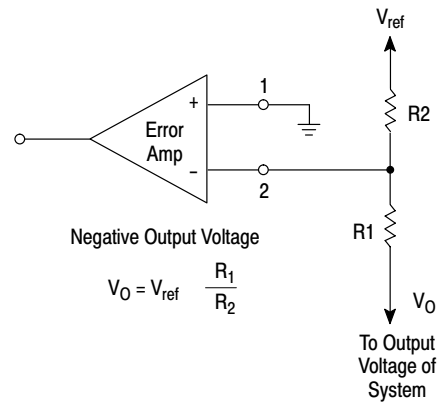 Vref
R2
1
+
Error
Amp
-
2
R1
Negative Output Voltage
VO = Vref R1/R2
VO
To Output
Voltage of
System